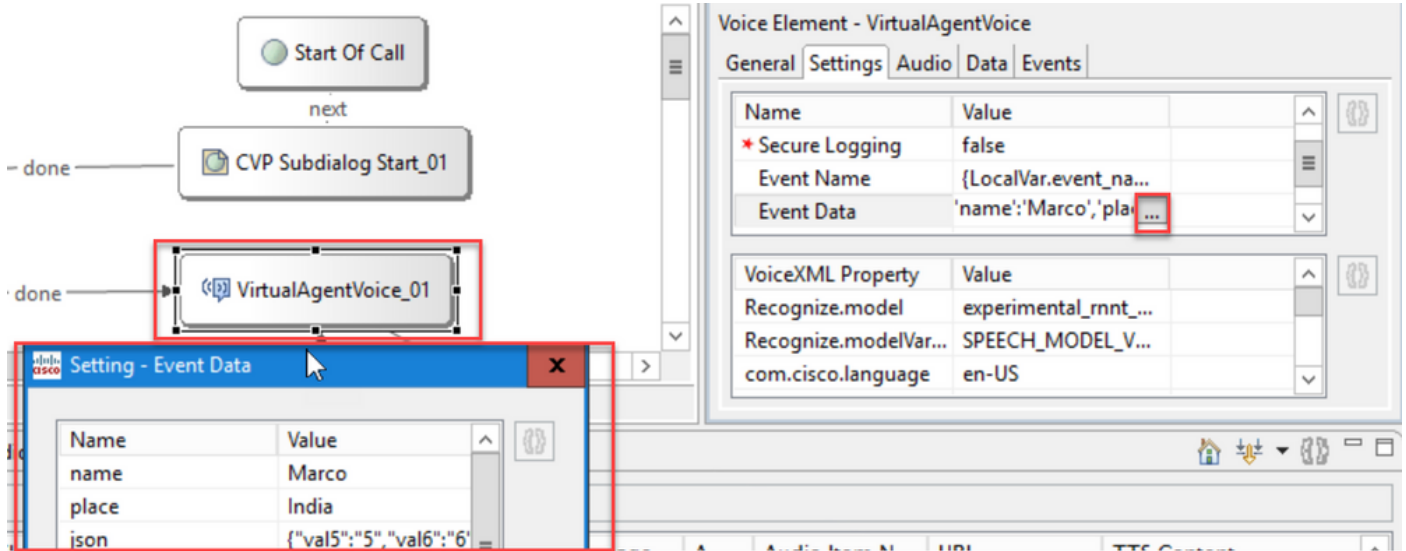 Start Of Call
next
done
CVP Subdialog Start_01
done
VirtualAgentVoice_01
Voice Element - VirtualAgentVoice
General Settings Audio Data Events
Name Value
* Secure Logging false
Event Name {LocalVar.event_na...
Event Data 'name':'Marco','pla ...
VoiceXML Property Value
Recognize.model experimental_rnnt_...
Recognize.modelVar... SPEECH_MODEL_V...
com.cisco.language en-US
cisco Setting - Event Data x
Name Value
name Marco
place India
json {"val5":"5","val6":"6"